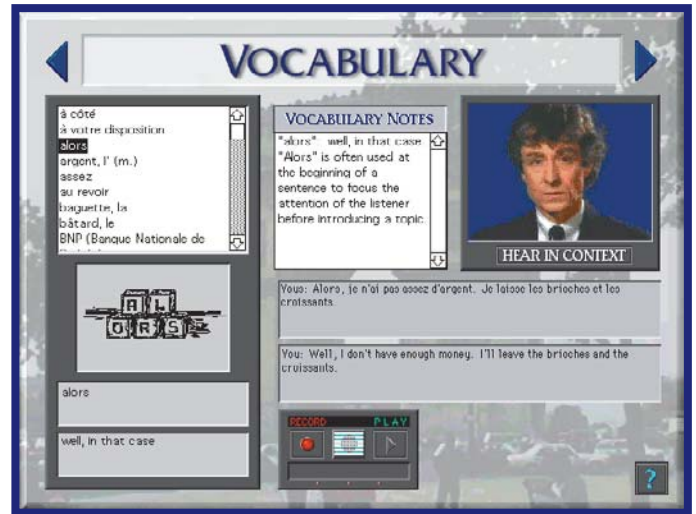 VOCABULARY
à côté
à votre disposition
alors
argent, l' (m.)
assez
au revoir
baguette, la
bâtard, le
BNP (Banque Nationale de
VOCABULARY NOTES
"alors" well, in that case
"Alors" is often used at
the beginning of a
sentence to focus the
attention of the listener
before introducing a topic.
HEAR IN CONTEXT
AL
ORS
Vous: Alors, je n'ai pas assez d'argent. Je laisse les brioches et les
croissants.
You: Well, I don't have enough money. I'll leave the brioches and the
croissants.
alors
well, in that case
RECORD PLAY
?